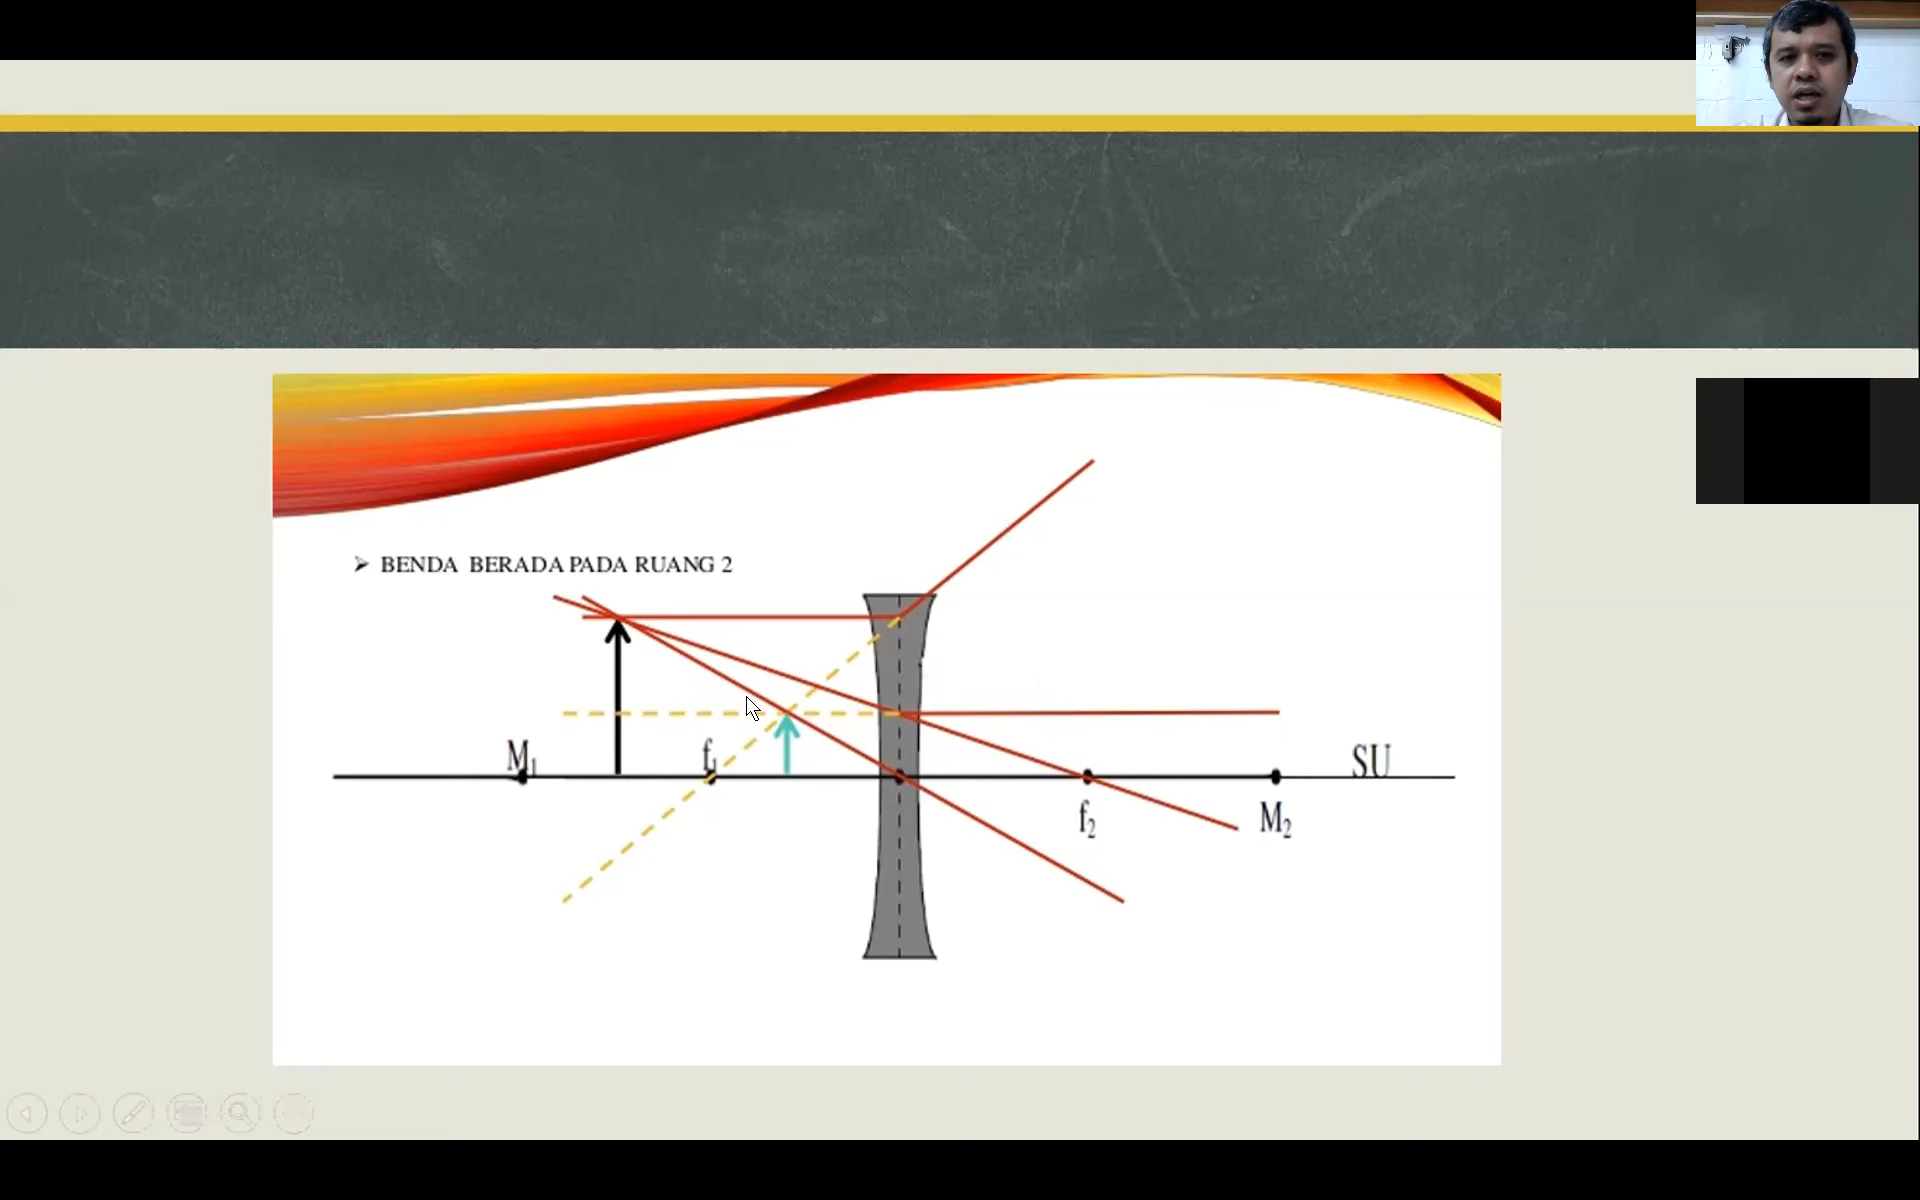 ➢ BENDA BERADA PADA RUANG 2
M₁
f₁
SU
f₂
M₂